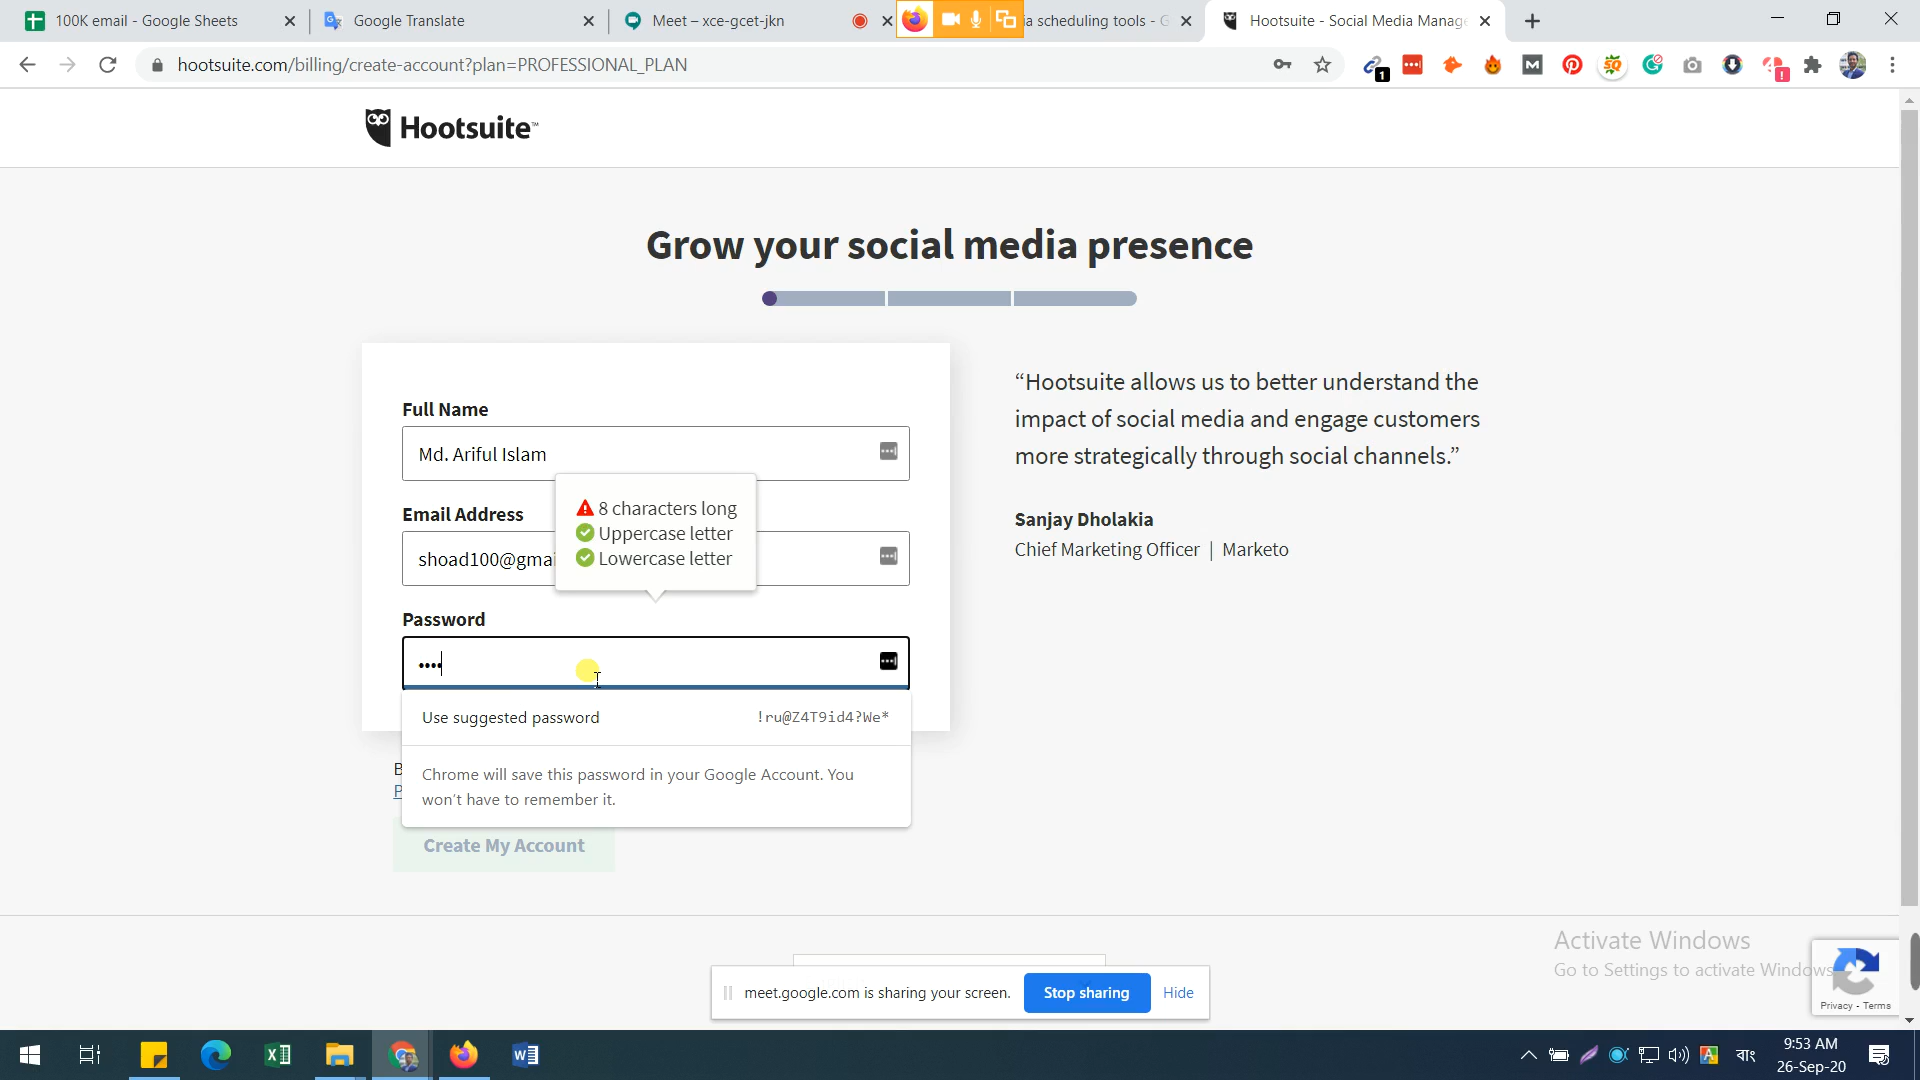 100K email - Google Sheets
Google Translate
Meet – xce-gcet-jkn
ia scheduling tools - G
Hootsuite - Social Media Manage
hootsuite.com/billing/create-account?plan=PROFESSIONAL_PLAN
1
Hootsuite™
Grow your social media presence
Full Name
Md. Ariful Islam
8 characters long
Uppercase letter
Lowercase letter
Email Address
shoad100@gmai
Password
••••
Use suggested password !ru@Z4T9id4?We*
Chrome will save this password in your Google Account. You
won't have to remember it.
B
P
Create My Account
“Hootsuite allows us to better understand the
impact of social media and engage customers
more strategically through social channels.”
Sanjay Dholakia
Chief Marketing Officer | Marketo
Activate Windows
Go to Settings to activate Windows
Privacy - Terms
meet.google.com is sharing your screen.
Stop sharing
Hide
বাং
9:53 AM
26-Sep-20